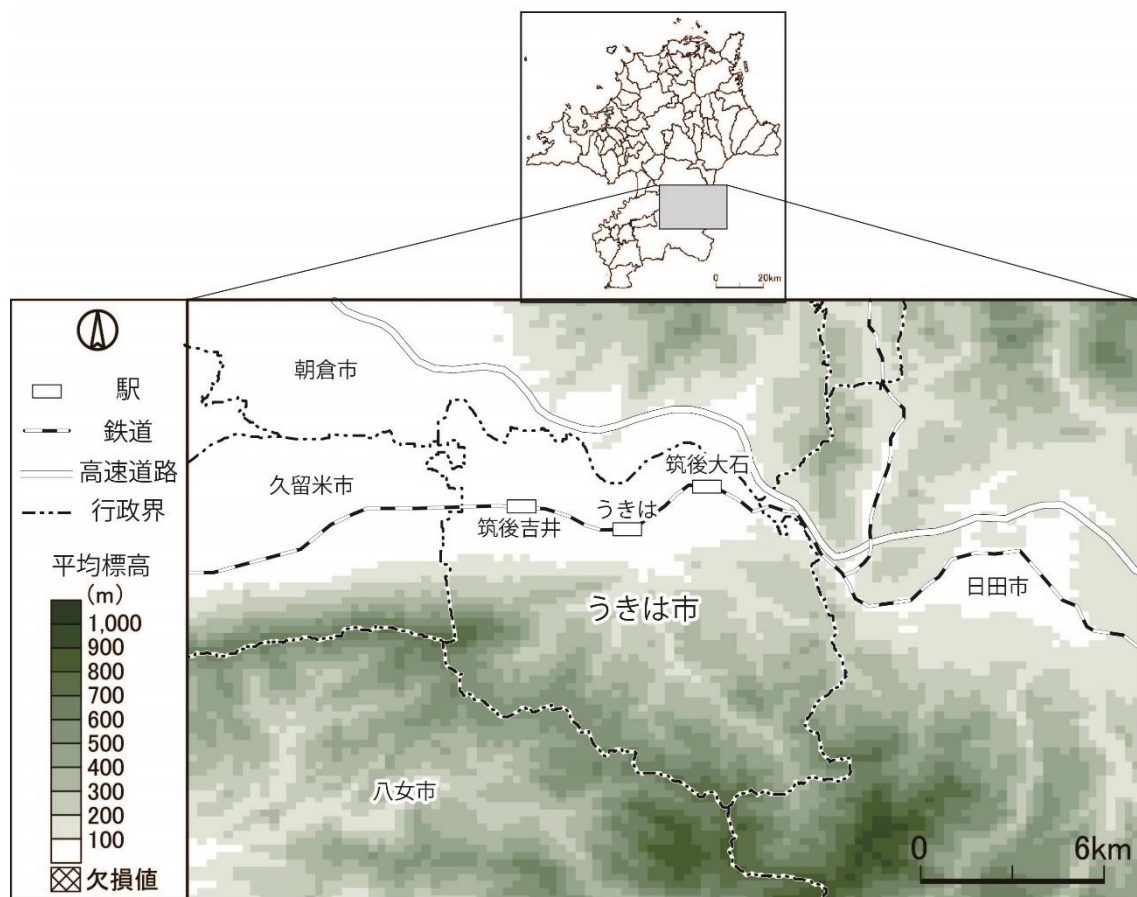 0 20km
駅
鉄道
高速道路
行政界
平均標高
(m)
1,000
900
800
700
600
500
400
300
200
100
欠損値
朝倉市
久留米市
筑後大石
うきは
筑後吉井
日田市
うきは市
八女市
0 6km